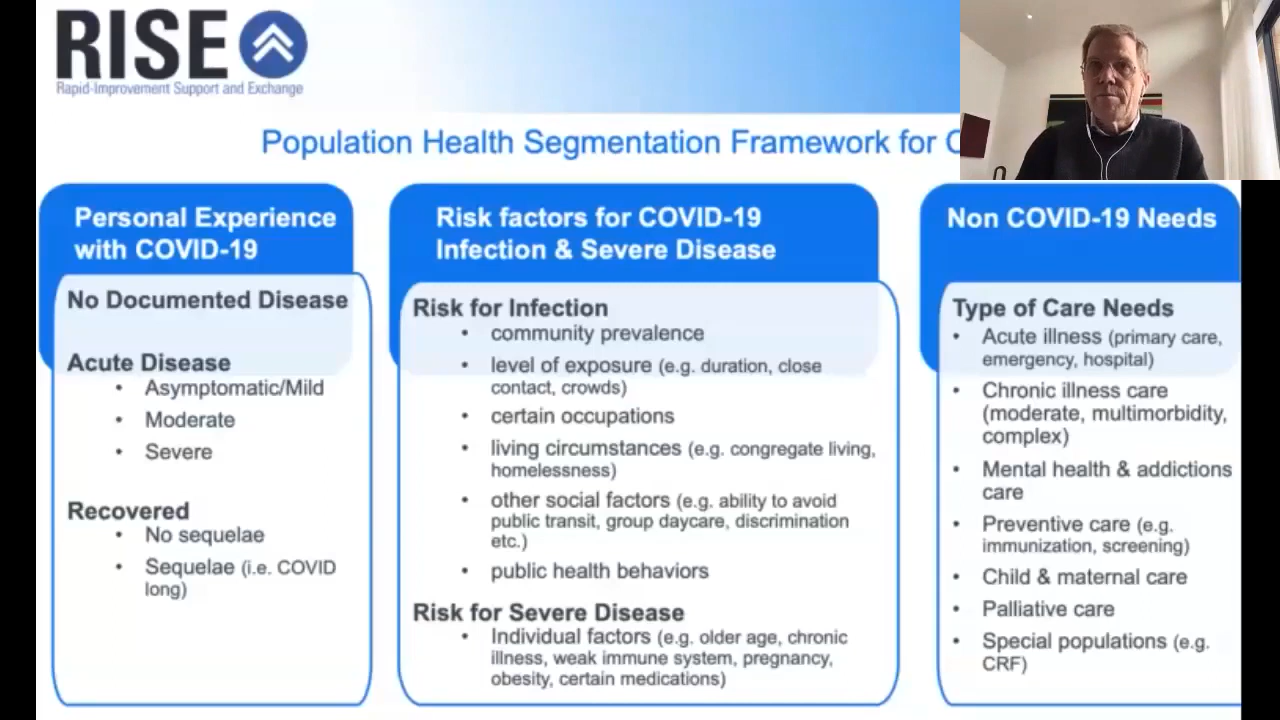 RISE
Rapid-Improvement Support and Exchange
Population Health Segmentation Framework for
Personal Experience
with COVID-19
No Documented Disease
Acute Disease
• Asymptomatic/Mild
• Moderate
• Severe
Recovered
• No sequelae
• Sequelae (i.e. COVID
long)
Risk factors for COVID-19
Infection & Severe Disease
Risk for Infection
• community prevalence
• level of exposure (e.g. duration, close
contact, crowds)
• certain occupations
• living circumstances (e.g. congregate living,
homelessness)
• other social factors (e.g. ability to avoid
public transit, group daycare, discrimination
etc.)
• public health behaviors
Risk for Severe Disease
• Individual factors (e.g. older age, chronic
illness, weak immune system, pregnancy,
obesity, certain medications)
Non COVID-19 Needs
Type of Care Needs
• Acute illness (primary care,
emergency, hospital)
• Chronic illness care
(moderate, multimorbidity,
complex)
• Mental health & addictions
care
• Preventive care (e.g.
immunization, screening)
• Child & maternal care
• Palliative care
• Special populations (e.g.
CRF)